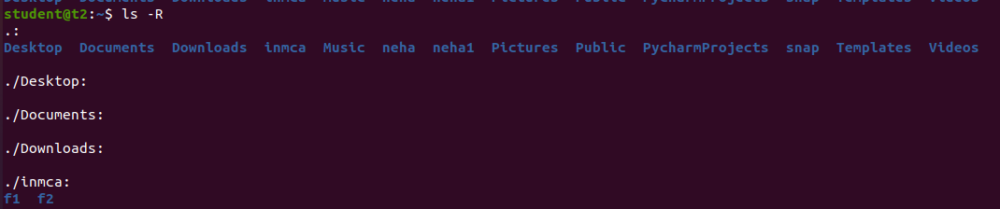 student@t2:~$ ls -R
.:
Desktop Documents Downloads inmca Music neha neha1 Pictures Public PycharmProjects snap Templates Videos
./Desktop:
./Documents:
./Downloads:
./inmca:
f1 f2